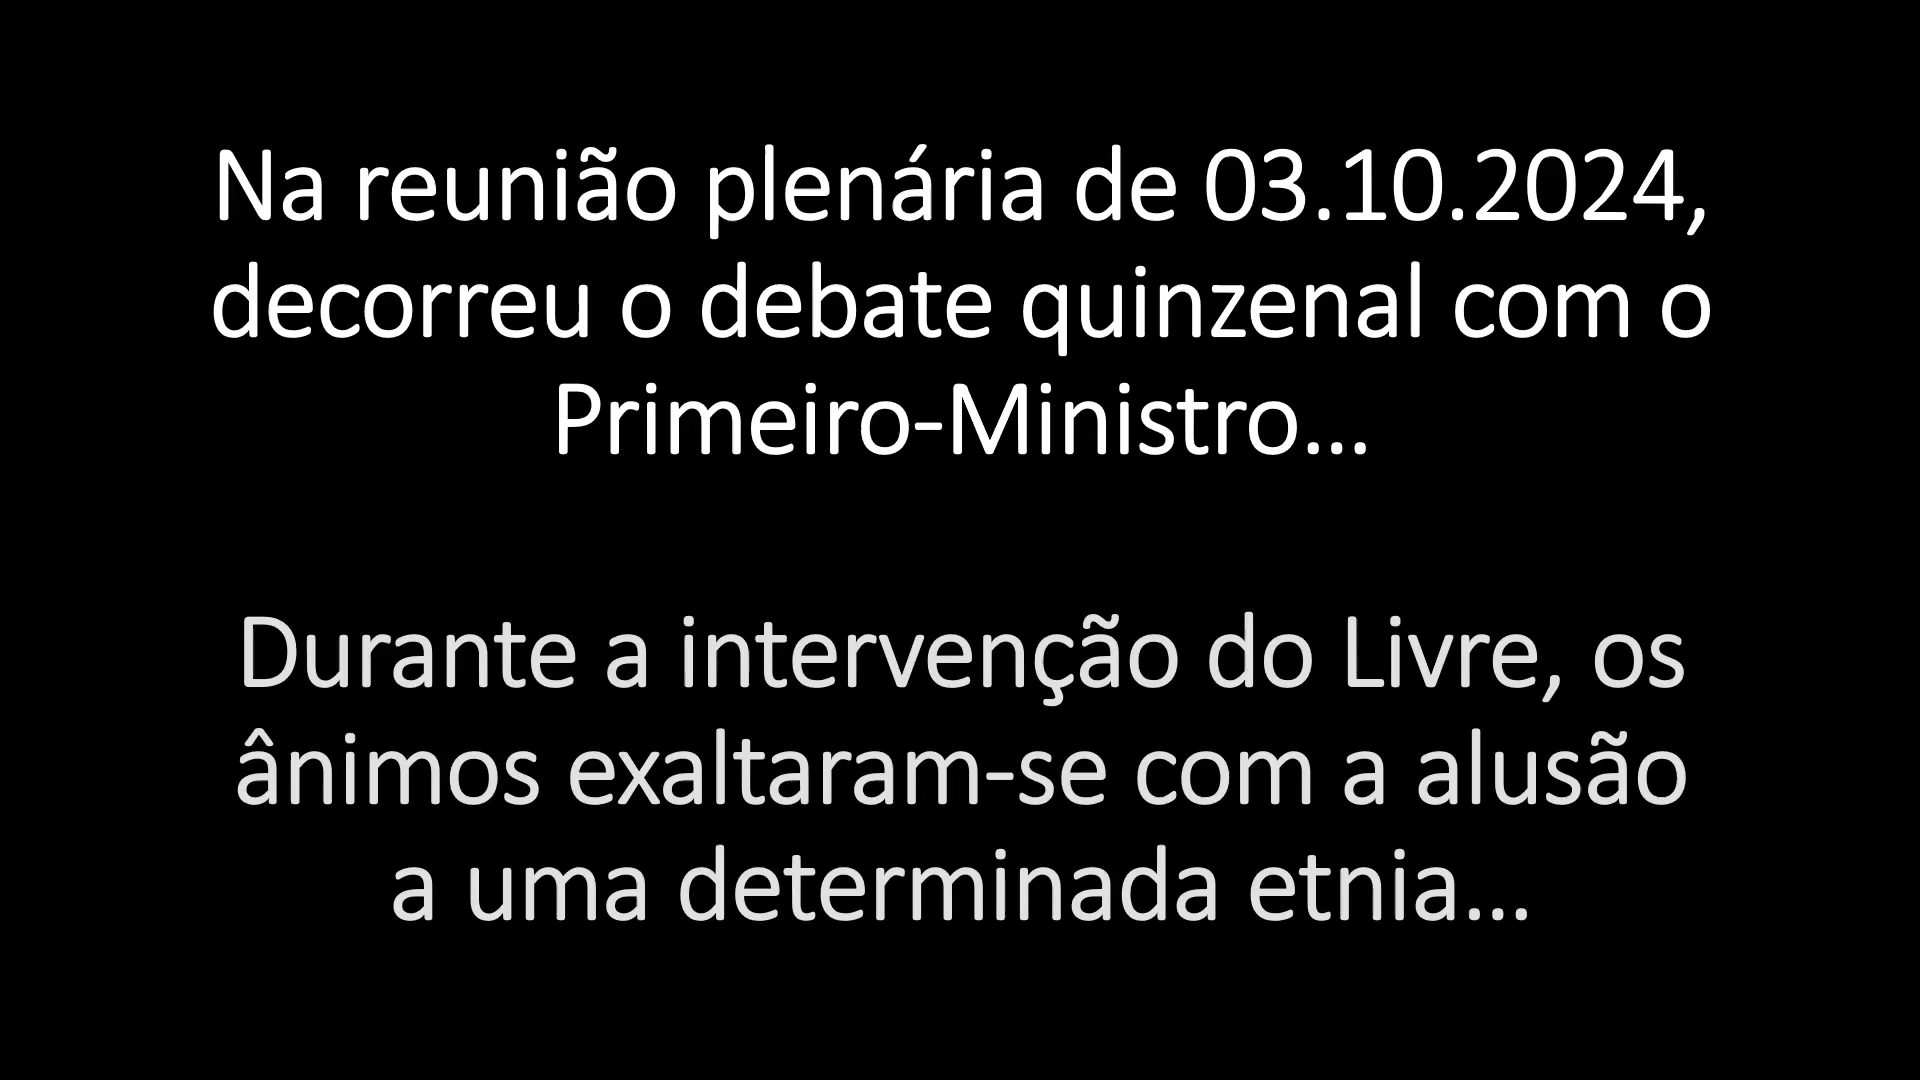 Na reunião plenária de 03.10.2024,
decorreu o debate quinzenal com o
Primeiro-Ministro...
Durante a intervenção do Livre, os
ânimos exaltaram-se com a alusão
a uma determinada etnia...